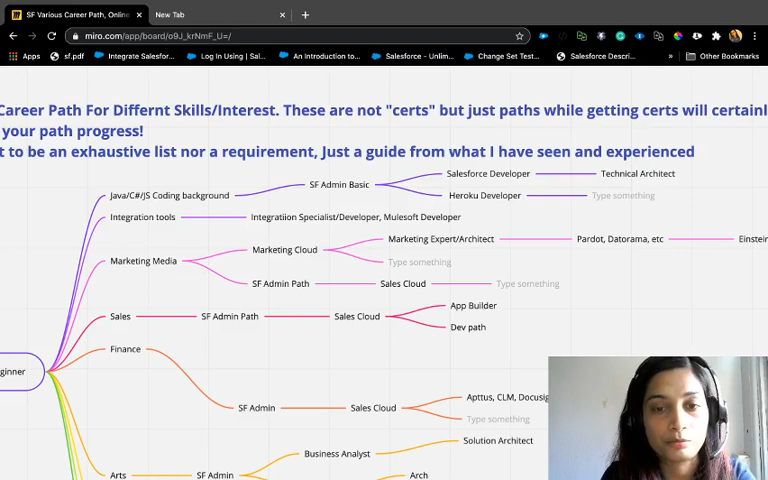 SF Various Career Path, Online
New Tab
miro.com/app/board/o9J_krNmF_U=/
Apps
sf.pdf
Integrate Salesfor...
Log In Using | Sal...
An Introduction to...
Salesforce - Unlim...
Change Set Test...
Salesforce Descri...
»
Other Bookmarks
Career Path For Differnt Skills/Interest. These are not "certs" but just paths while getting certs will certainl
your path progress!
t to be an exhaustive list nor a requirement, Just a guide from what I have seen and experienced
Salesforce Developer
Technical Architect
SF Admin Basic
Java/C#/JS Coding background
Heroku Developer
Type something
Integration tools
Integratiion Specialist/Developer, Mulesoft Developer
Marketing Expert/Architect
Pardot, Datorama, etc
Einstein
Marketing Cloud
Marketing Media
Type something
SF Admin Path
Sales Cloud
Type something
App Builder
Sales
SF Admin Path
Sales Cloud
Dev path
Finance
ginner
Apttus, CLM, Docusig
SF Admin
Sales Cloud
Type something
Solution Architect
Business Analyst
Arts
SF Admin
Arch